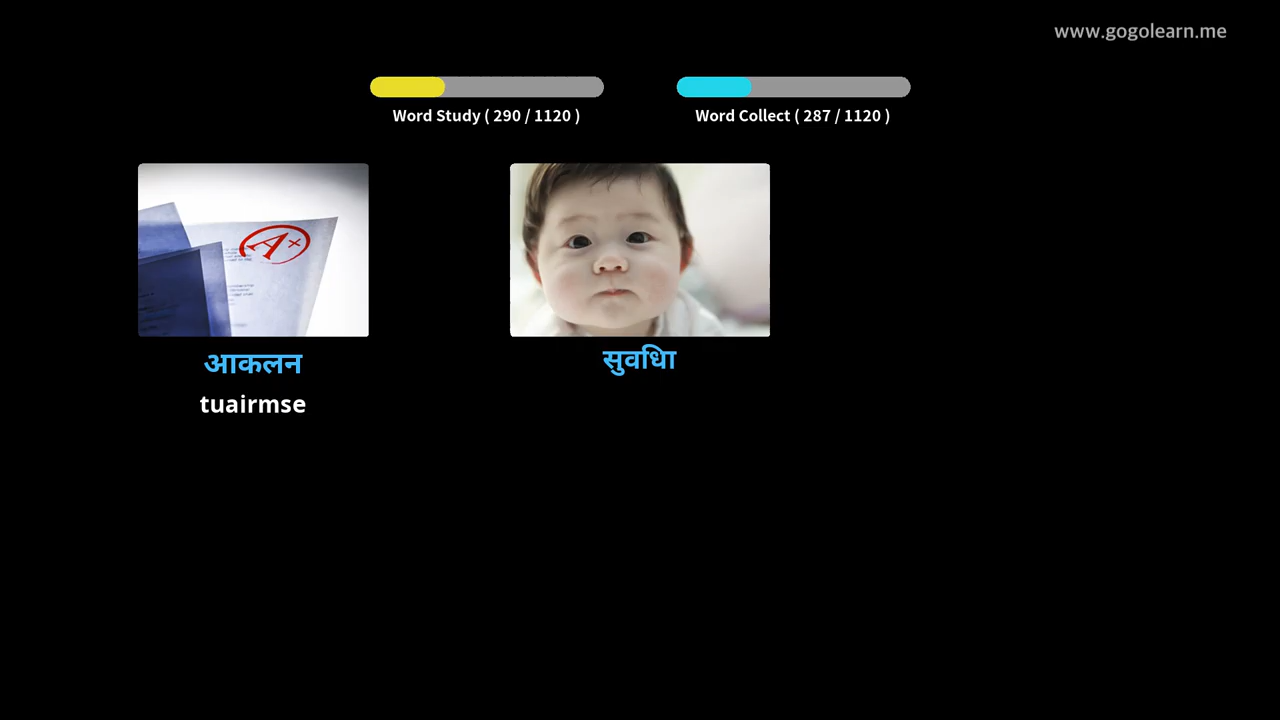 www.gogolearn.me
Word Study ( 290 / 1120 )
Word Collect ( 287 / 1120 )
A+
आकलन
सुवधिा
tuairmse